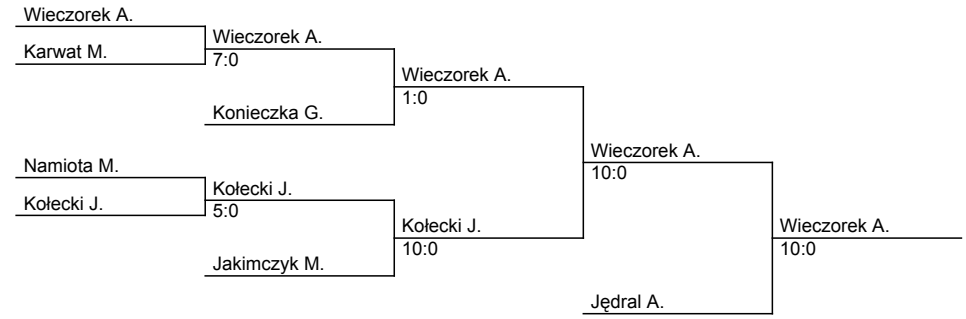 Wieczorek A.
Karwat M.
Wieczorek A.
7:0
Konieczka G.
Wieczorek A.
1:0
Namiota M.
Kołecki J.
Kołecki J.
5:0
Jakimczyk M.
Kołecki J.
10:0
Wieczorek A.
10:0
Jędral A.
Wieczorek A.
10:0